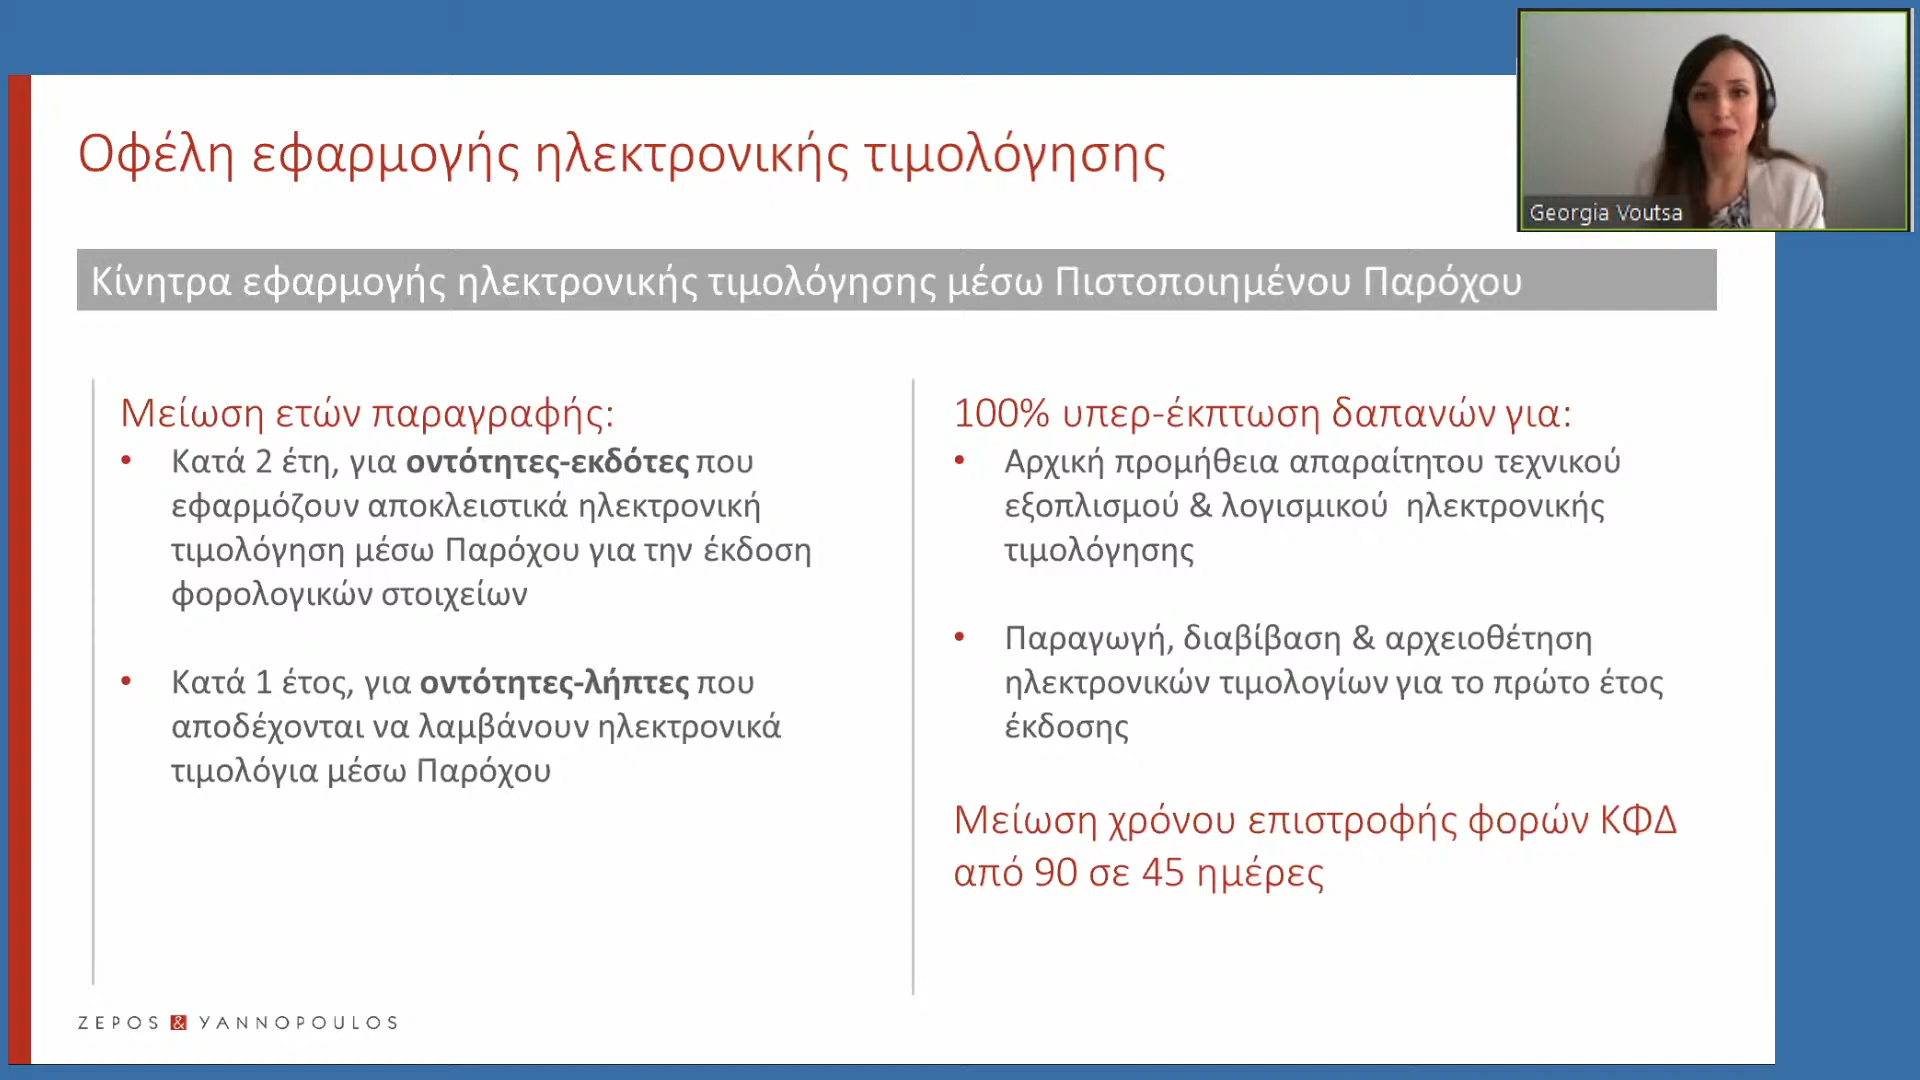 Οφέλη εφαρμογής ηλεκτρονικής τιμολόγησης
Georgia Voutsa
Κίνητρα εφαρμογής ηλεκτρονικής τιμολόγησης μέσω Πιστοποιημένου Παρόχου
Μείωση ετών παραγραφής:
• Κατά 2 έτη, για οντότητες-εκδότες που
εφαρμόζουν αποκλειστικά ηλεκτρονική
τιμολόγηση μέσω Παρόχου για την έκδοση
φορολογικών στοιχείων
• Κατά 1 έτος, για οντότητες-λήπτες που
αποδέχονται να λαμβάνουν ηλεκτρονικά
τιμολόγια μέσω Παρόχου
100% υπερ-έκπτωση δαπανών για:
• Αρχική προμήθεια απαραίτητου τεχνικού
εξοπλισμού & λογισμικού ηλεκτρονικής
τιμολόγησης
• Παραγωγή, διαβίβαση & αρχειοθέτηση
ηλεκτρονικών τιμολογίων για το πρώτο έτος
έκδοσης
Μείωση χρόνου επιστροφής φορών ΚΦΔ
από 90 σε 45 ημέρες
ZEPOS & YANNOPOULOS